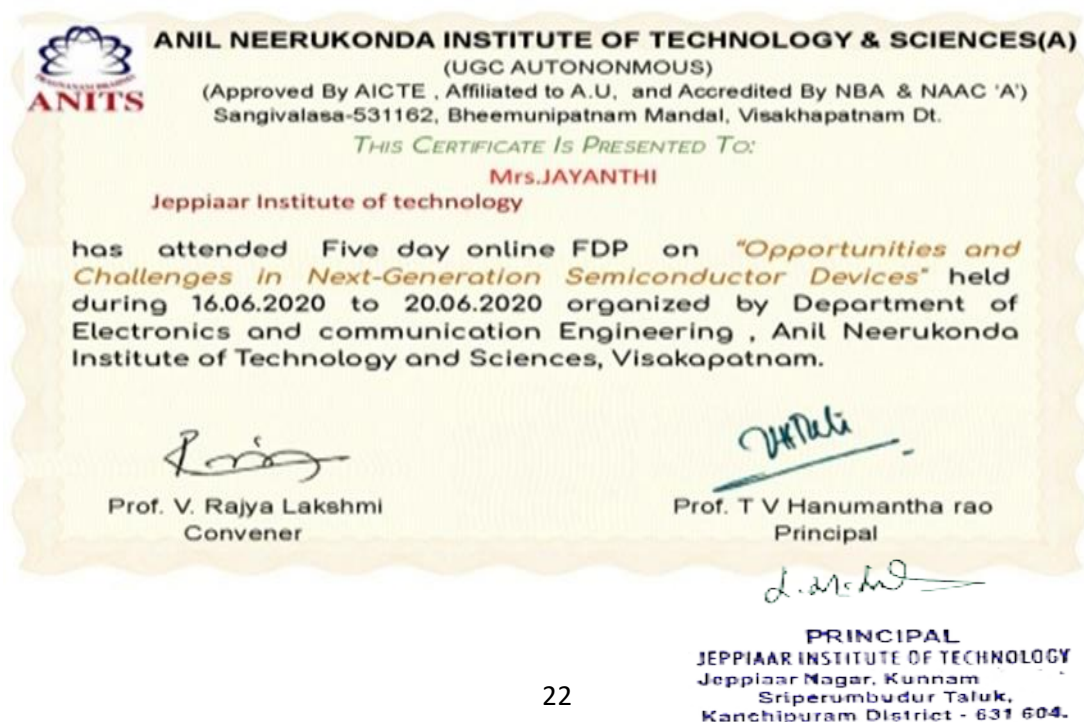 ANIL NEERUKONDA INSTITUTE OF TECHNOLOGY & SCIENCES(A)
(UGC AUTONONMOUS)
(Approved By AICTE , Affiliated to A.U, and Accredited By NBA & NAAC 'A')
Sangivalasa-531162, Bheemunipatnam Mandal, Visakhapatnam Dt.
ANITS
THIS CERTIFICATE IS PRESENTED TO:
Mrs.JAYANTHI
Jeppiaar Institute of technology
has attended Five day online FDP on "Opportunities and
Challenges in Next-Generation Semiconductor Devices" held
during 16.06.2020 to 20.06.2020 organized by Department of
Electronics and communication Engineering , Anil Neerukonda
Institute of Technology and Sciences, Visakapatnam.
Prof. V. Rajya Lakshmi
Convener
Prof. T V Hanumantha rao
Principal
PRINCIPAL
JEPPIAAR INSTITUTE OF TECHNOLOGY
Jeppiaar Nagar, Kunnam
Sriperumbudur Taluk,
Kanchipuram District - 631 604.
22